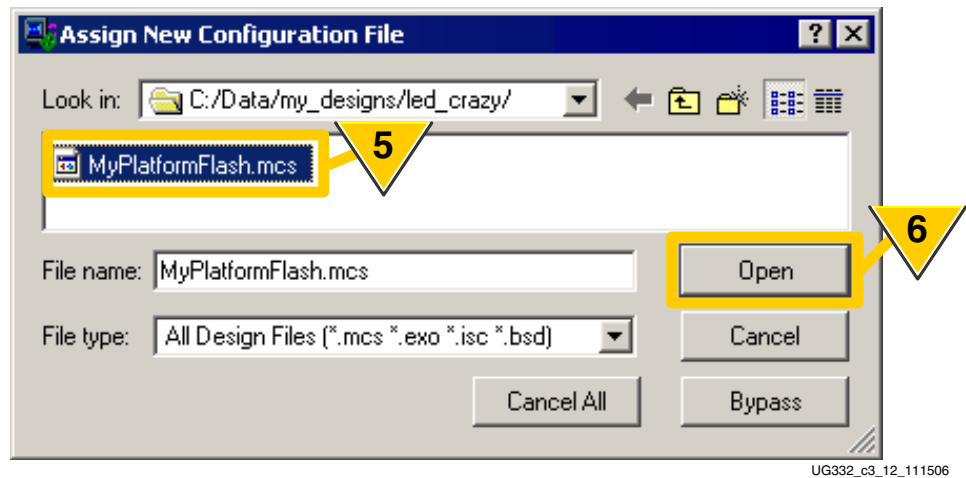 Assign New Configuration File
Look in: C:/Data/my_designs/led_crazy/
5
MyPlatformFlash.mcs
6
File name: MyPlatformFlash.mcs Open
File type: All Design Files (*.mcs *.exo *.isc *.bsd) Cancel
Cancel All Bypass
UG332_c3_12_111506